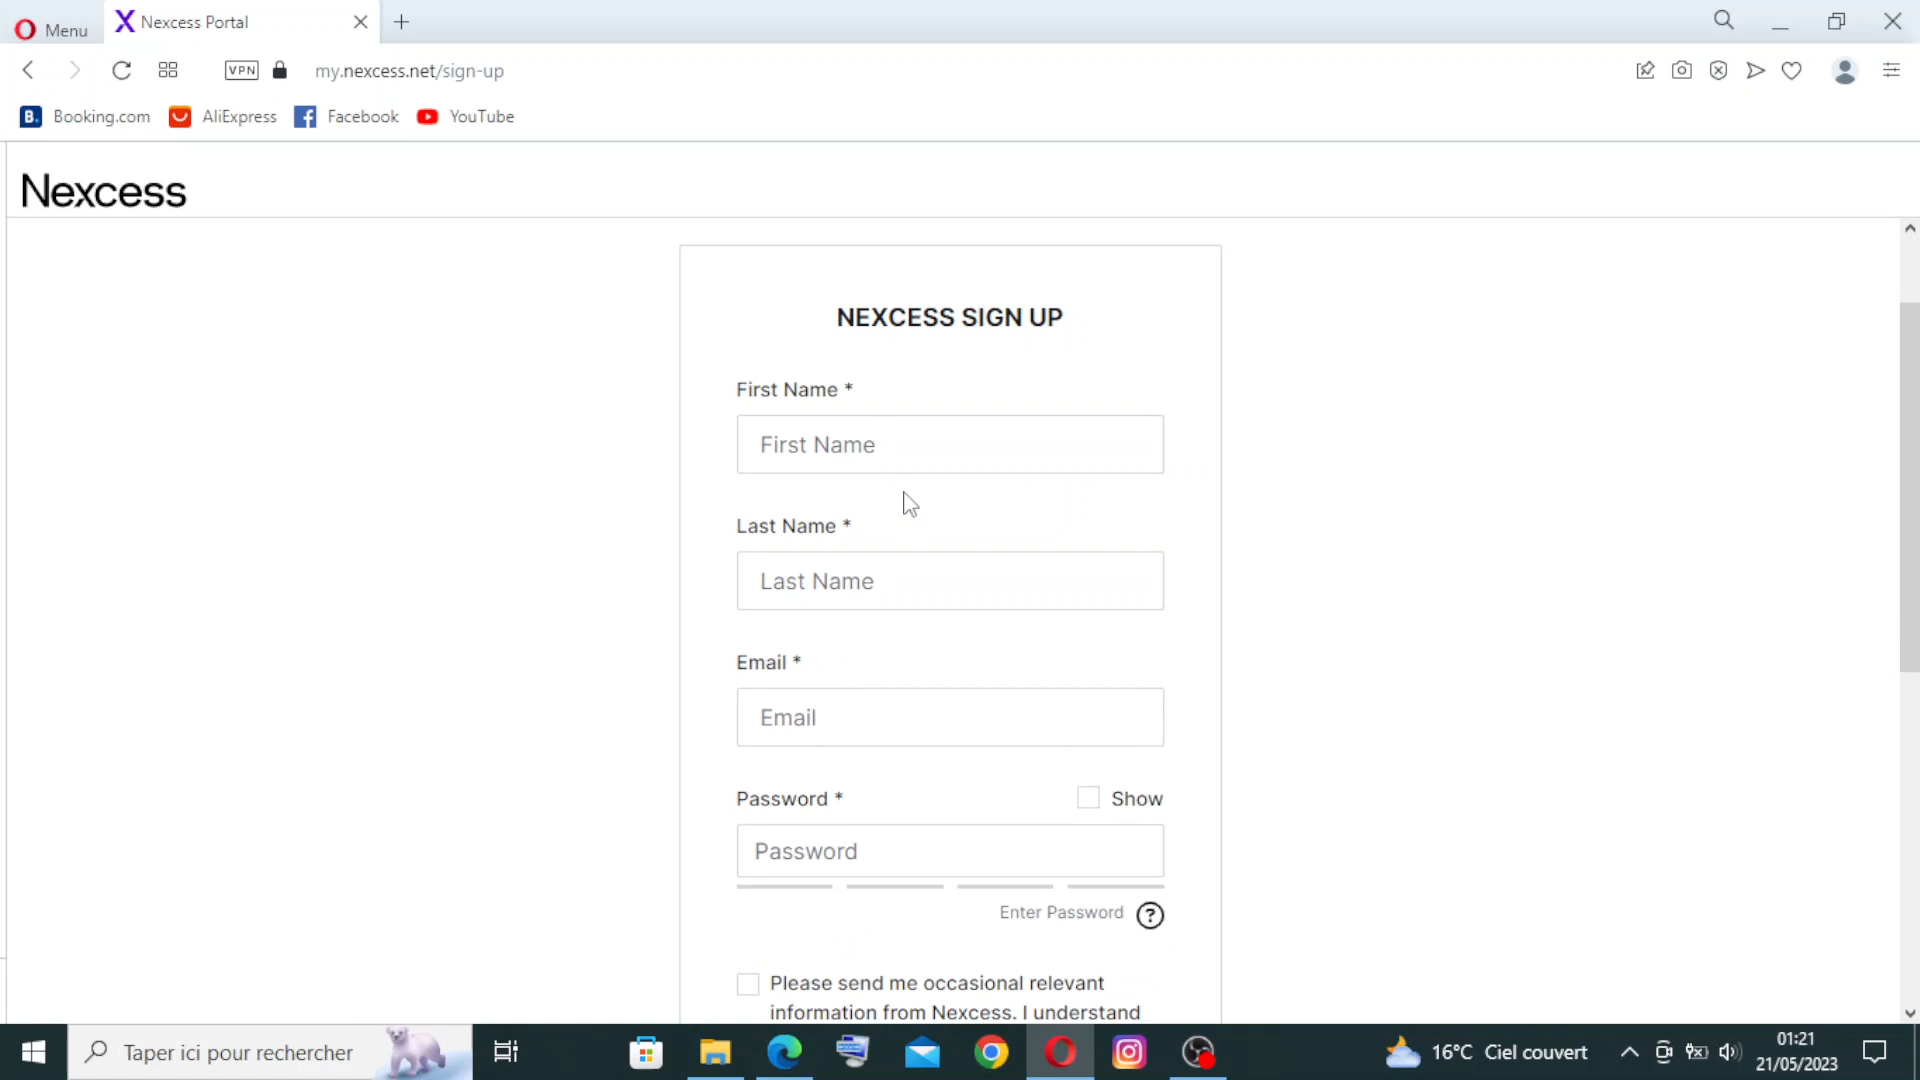 Menu
Nexcess Portal
VPN
my.nexcess.net/sign-up
B. Booking.com
AliExpress
Facebook
YouTube
Nexcess
NEXCESS SIGN UP
First Name *
First Name
Last Name *
Last Name
Email *
Email
Password *
Show
Password
Enter Password ?
Please send me occasional relevant
information from Nexcess. I understand
Taper ici pour rechercher
16°C Ciel couvert
01:21
21/05/2023